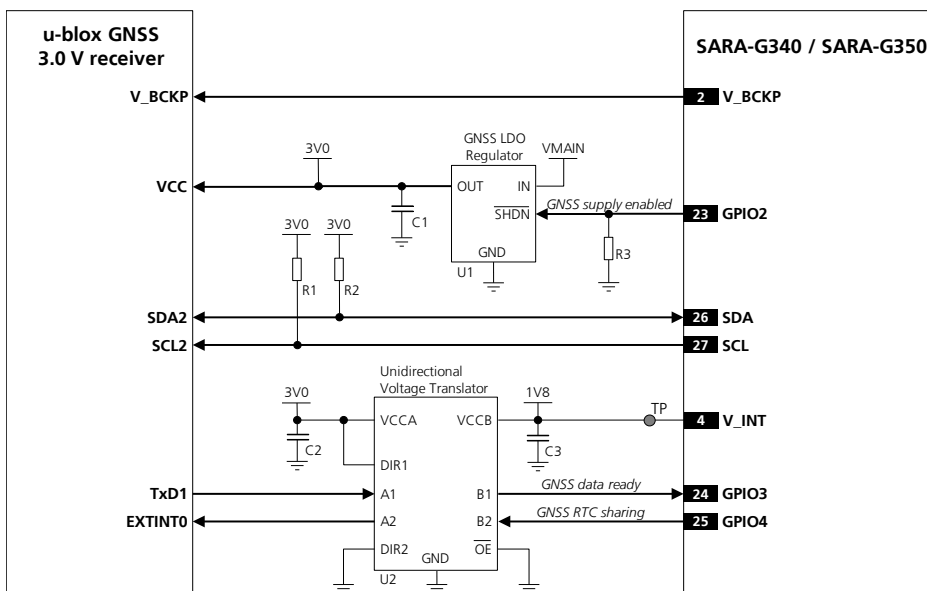 u-blox GNSS
3.0 V receiver
SARA-G340 / SARA-G350
V_BCKP
2 V_BCKP
GNSS LDO
Regulator
3V0
VMAIN
VCC
OUT
IN
GNSS supply enabled
23 GPIO2
SHDN
C1
3V0
3V0
GND
R3
U1
R1
R2
SDA2
26 SDA
SCL2
27 SCL
Unidirectional
Voltage Translator
3V0
1V8
TP
VCCA
VCCB
4 V_INT
C2
C3
DIR1
GNSS data ready
TxD1
A1
B1
24 GPIO3
GNSS RTC sharing
EXTINT0
A2
B2
25 GPIO4
DIR2
OE
GND
U2